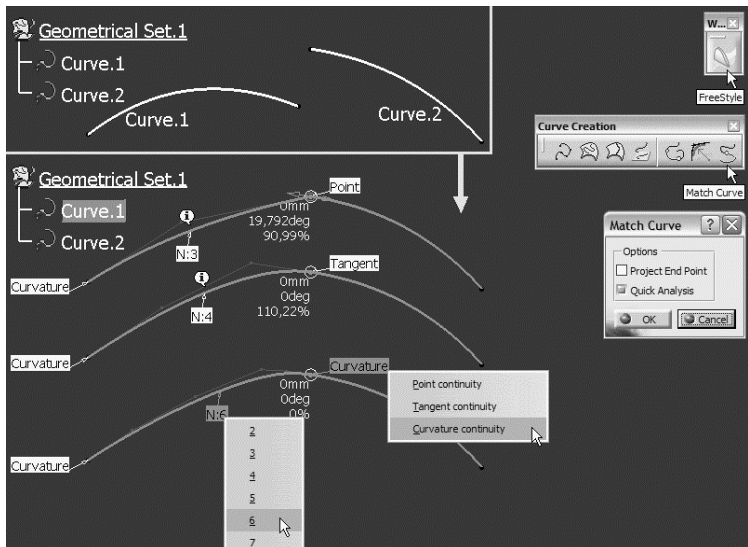 Geometrical Set.1
Curve.1
Curve.2
Curve.1
Curve.2
W...
FreeStyle
Curve Creation
Match Curve
Geometrical Set.1
Curve.1
Curve.2
Point
0mm
19,792deg
90,99%
N:3
Curvature
Tangent
0mm
0deg
110,22%
N:4
Curvature
Curvature
0mm
0deg
0%
N:6
Curvature
Point continuity
Tangent continuity
Curvature continuity
2
3
4
5
6
7
Match Curve
Options
Project End Point
Quick Analysis
OK
Cancel